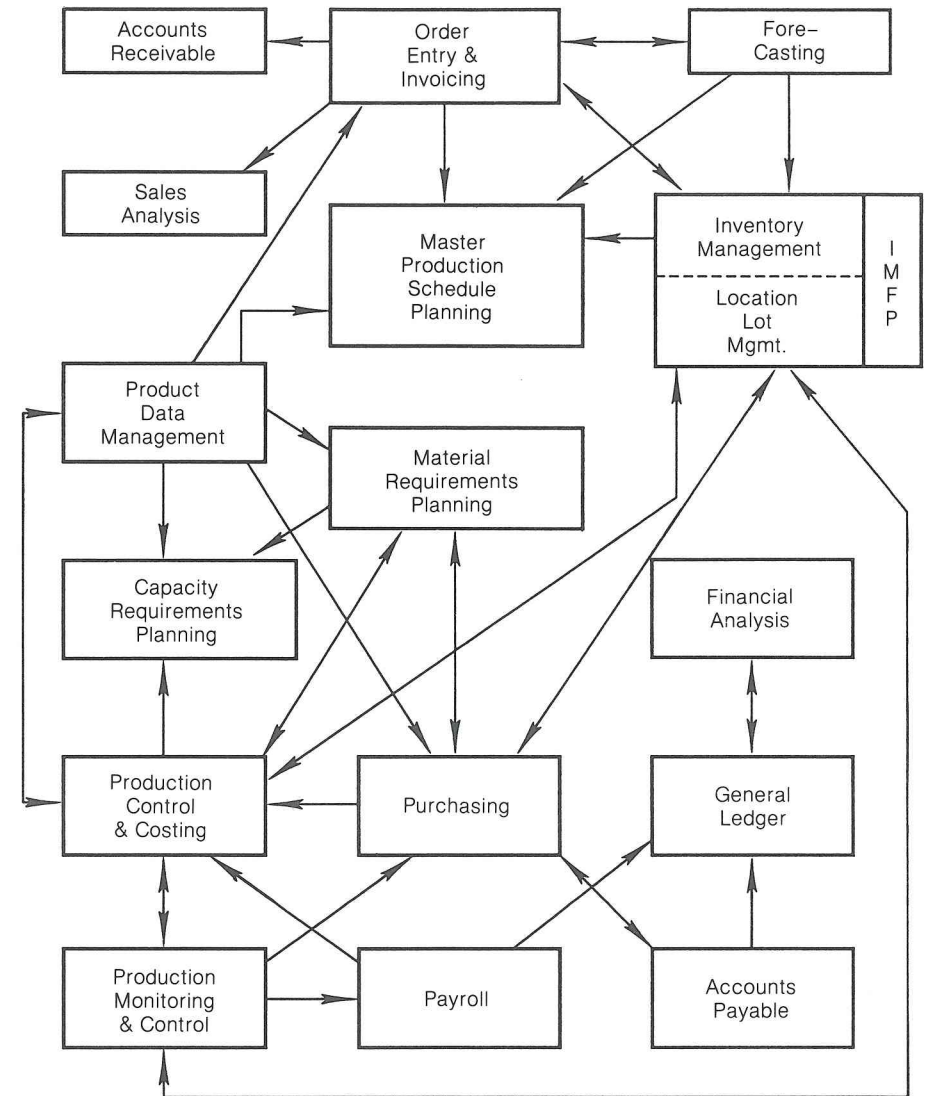 Accounts
Receivable
Order
Entry &
Invoicing
Fore-
Casting
Sales
Analysis
Master
Production
Schedule
Planning
Inventory
Management
Location
Lot
Mgmt.
I
M
F
P
Product
Data
Management
Material
Requirements
Planning
Capacity
Requirements
Planning
Financial
Analysis
Production
Control
& Costing
Purchasing
General
Ledger
Production
Monitoring
& Control
Payroll
Accounts
Payable